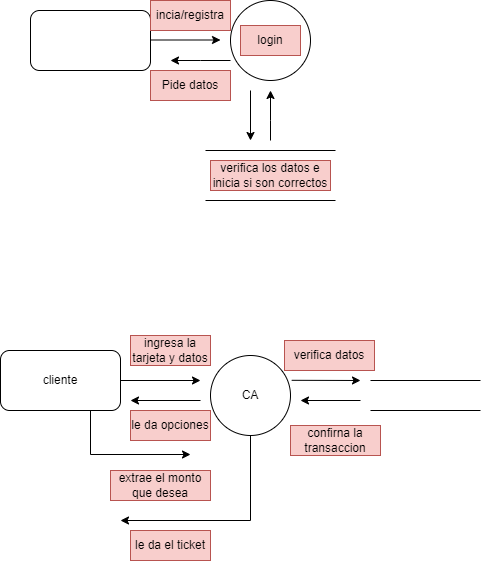 incia/registra
login
Pide datos
verifica los datos e
inicia si son correctos
ingresa la
tarjeta y datos
verifica datos
cliente
CA
le da opciones
confirna la
transaccion
extrae el monto
que desea
le da el ticket